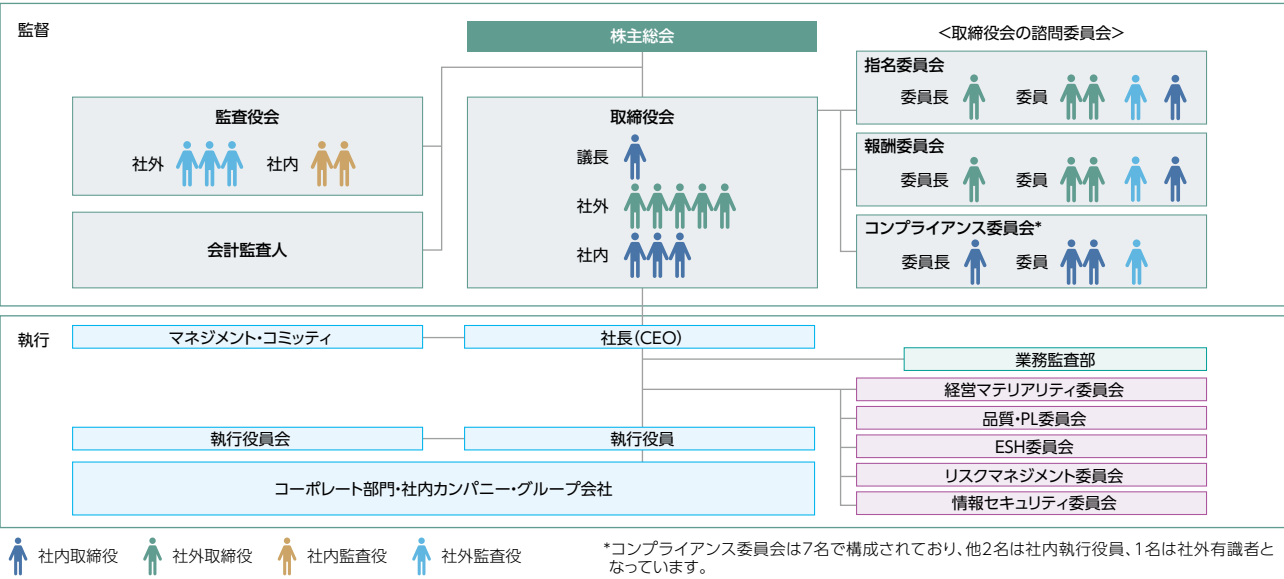 監督
株主総会
<取締役会の諮問委員会>
監査役会
社外
社内
会計監査人
取締役会
議長
社外
社内
指名委員会
委員長
委員
報酬委員会
委員長
委員
コンプライアンス委員会*
委員長
委員
執行
マネジメント・コミッティ
社長(CEO)
業務監査部
経営マテリアリティ委員会
品質・PL委員会
ESH委員会
リスクマネジメント委員会
情報セキュリティ委員会
執行役員会
執行役員
コーポレート部門・社内カンパニー・グループ会社
社内取締役
社外取締役
社内監査役
社外監査役
*コンプライアンス委員会は7名で構成されており、他2名は社内執行役員、1名は社外有識者と
なっています。